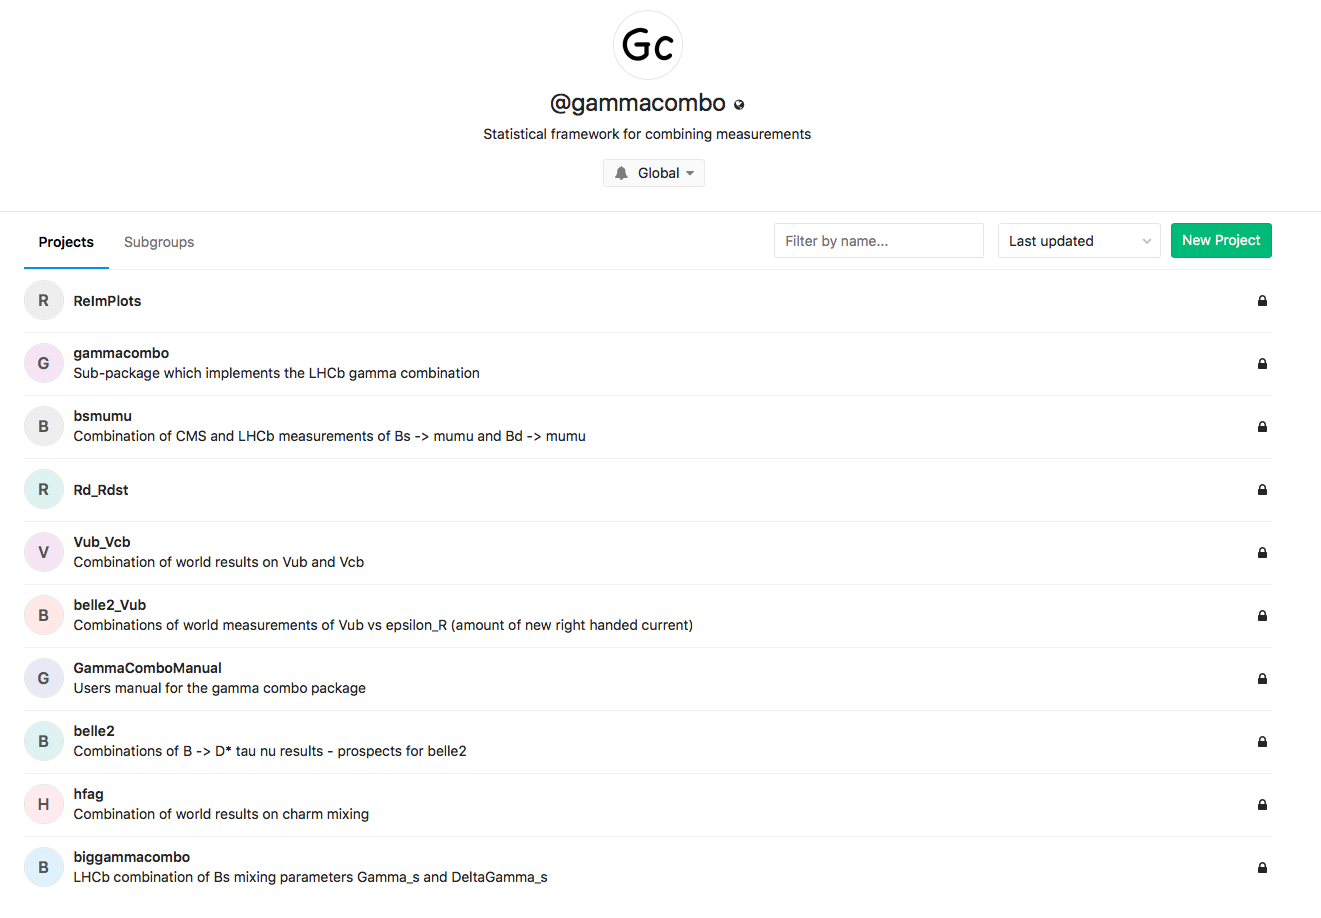 Gc
@gammacombo
Statistical framework for combining measurements
Global
Projects Subgroups Filter by name... Last updated New Project
R ReImPlots
G gammacombo
Sub-package which implements the LHCb gamma combination
B bsmumu
Combination of CMS and LHCb measurements of Bs -> mumu and Bd -> mumu
R Rd_Rdst
V Vub_Vcb
Combination of world results on Vub and Vcb
B belle2_Vub
Combinations of world measurements of Vub vs epsilon_R (amount of new right handed current)
G GammaComboManual
Users manual for the gamma combo package
B belle2
Combinations of B -> D* tau nu results - prospects for belle2
H hfag
Combination of world results on charm mixing
B biggammacombo
LHCb combination of Bs mixing parameters Gamma_s and DeltaGamma_s